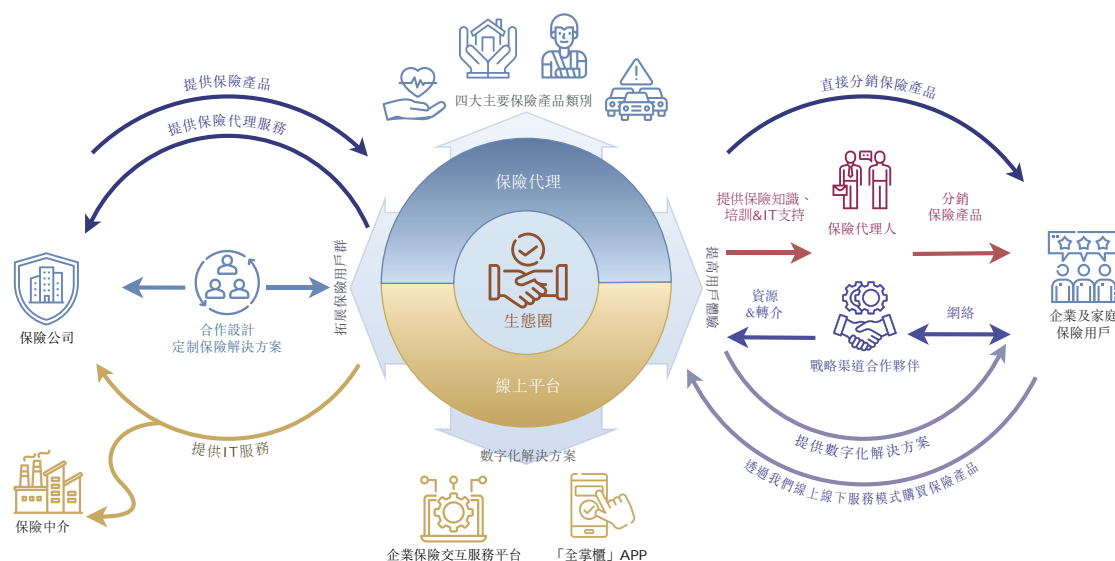 提供保險產品
提供保險代理服務
四大主要保險產品類別
直接分銷保險產品
保險代理
生態圈
線上平台
拓展保險用戶群
提高用戶體驗
數字化解決方案
保險公司
合作設計
定制保險解決方案
提供IT服務
保險中介
企業保險交互服務平台
「全掌櫃」APP
提供保險知識、
培訓&IT支持
保險代理人
分銷
保險產品
資源
&轉介
戰略渠道合作夥伴
網絡
企業及家庭
保險用戶
提供數字化解決方案
透過我們線上線下服務模式購買保險產品